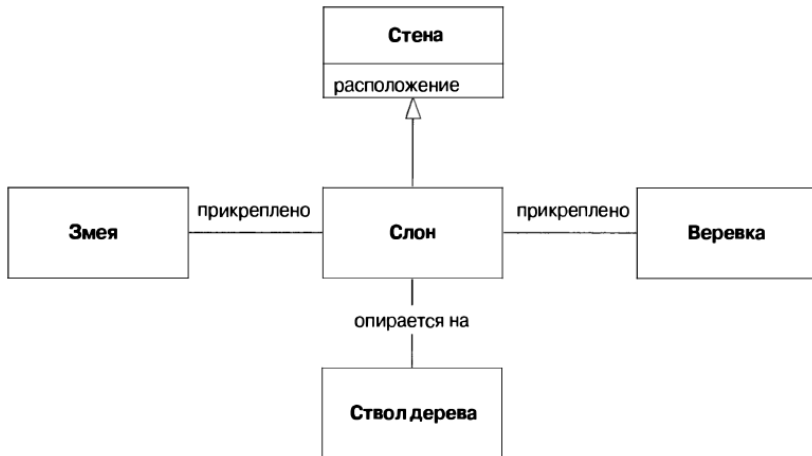 Стена
расположение
прикреплено
прикреплено
Змея
Слон
Веревка
опирается на
Ствол дерева